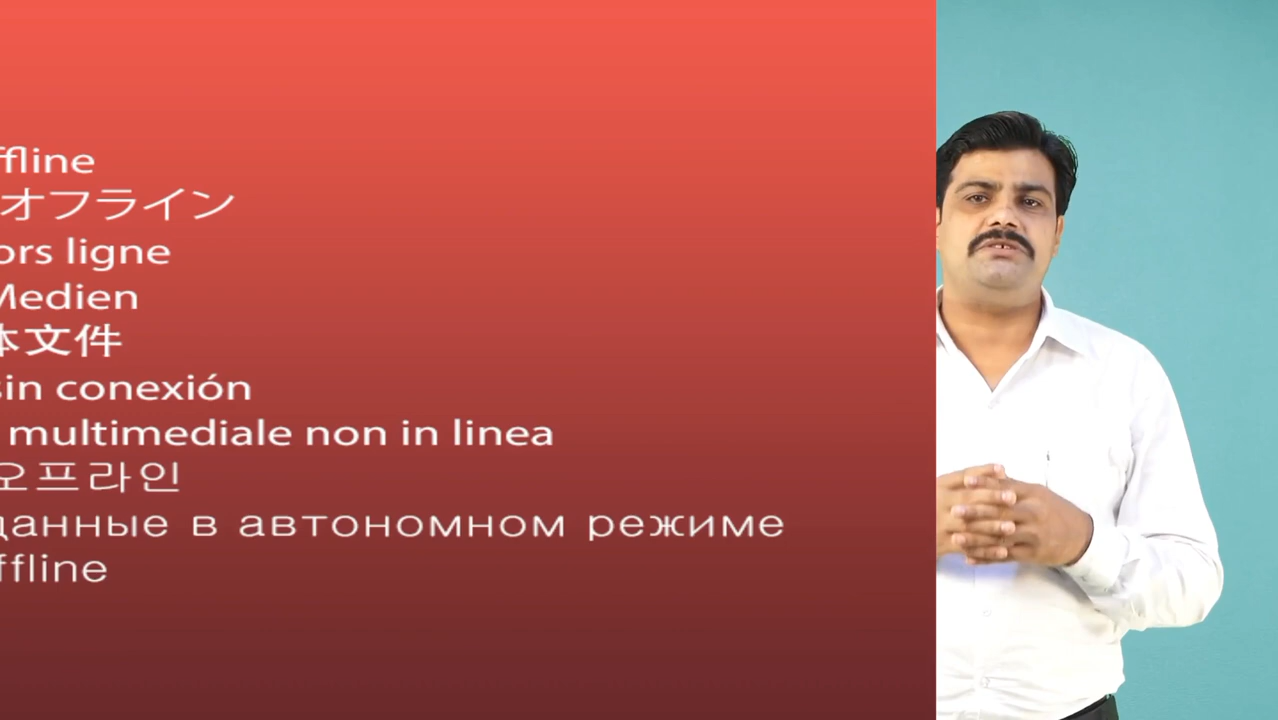 ffline
オフライン
ors ligne
Medien
体文件
sin conexión
multimediale non in linea
오프라인
данные в автономном режиме
ffline